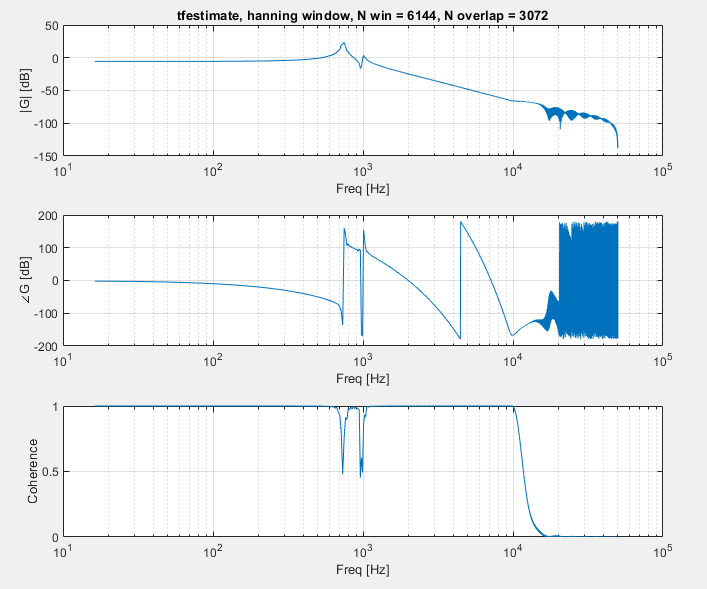 tfestimate, hanning window, N win = 6144, N overlap = 3072
50
0
-50
-100
-150
|G| [dB]
10^1 10^2 10^3 10^4 10^5
Freq [Hz]
200
100
0
-100
-200
∠G [dB]
10^1 10^2 10^3 10^4 10^5
Freq [Hz]
1
0.5
0
Coherence
10^1 10^2 10^3 10^4 10^5
Freq [Hz]